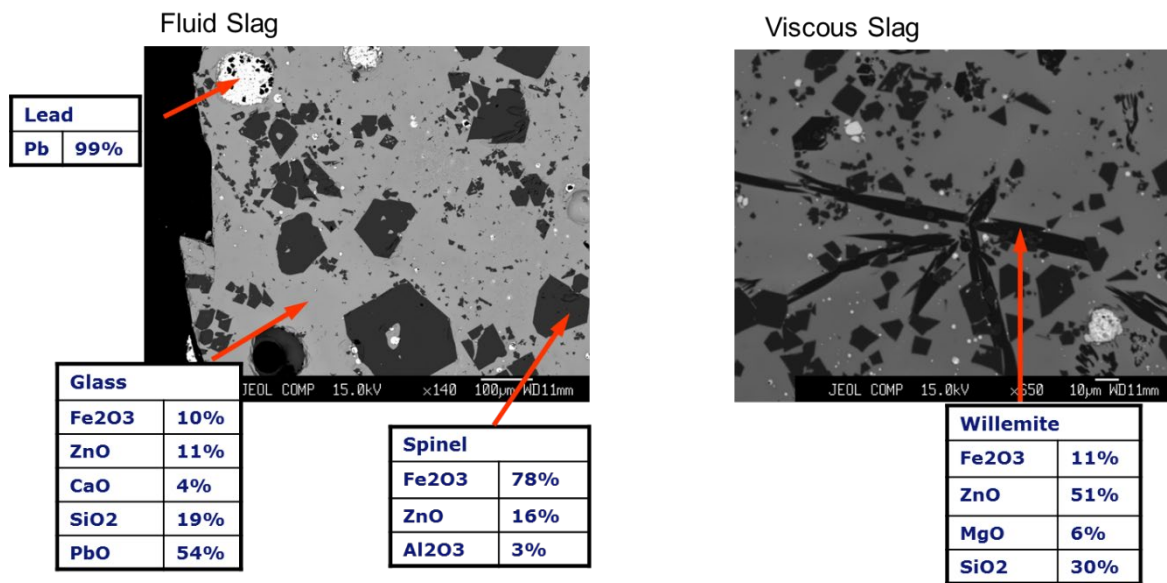 Fluid Slag
Viscous Slag
Lead
Pb 99%
JEOL COMP 15.0kV ×140 100μm WD11mm
JEOL COMP 15.0kV ×550 10μm WD11mm
Glass
Fe2O3 10%
ZnO 11%
CaO 4%
SiO2 19%
PbO 54%
Spinel
Fe2O3 78%
ZnO 16%
Al2O3 3%
Willemite
Fe2O3 11%
ZnO 51%
MgO 6%
SiO2 30%